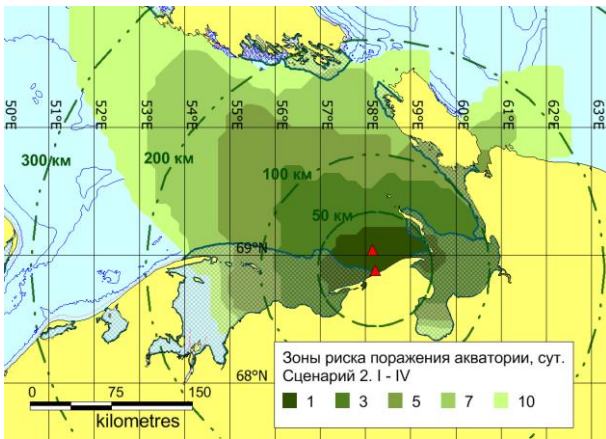 50°E 51°E 52°E 53°E 54°E 55°E 56°E 57°E 58°E 59°E 60°E 61°E 62°E
300 км
200 км
100 км
50 км
69°N
68°N
Зоны риска поражения акватории, сут.
Сценарий 2. I - IV
1 3 5 7 10
0 75 150
kilometres